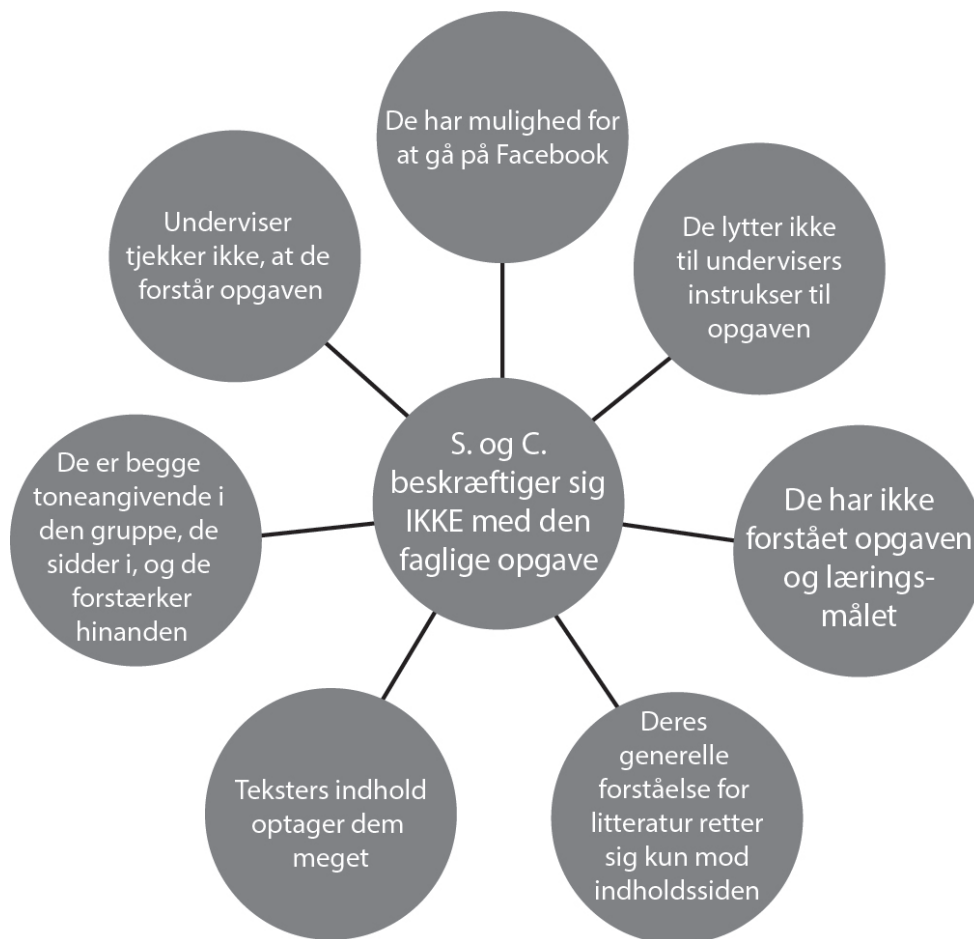 De har mulighed for
at gå på Facebook
Underviser
tjekker ikke, at de
forstår opgaven
De lytter ikke
til undervisers
instrukser til
opgaven
S. og C.
beskræftiger sig
IKKE med den
faglige opgave
De er begge
toneangivende i
den gruppe, de
sidder i, og de
forstærker
hinanden
De har ikke
forstået opgaven
og lærings-
målet
Teksters indhold
optager dem
meget
Deres
generelle
forståelse for
litteratur retter
sig kun mod
indholdssiden